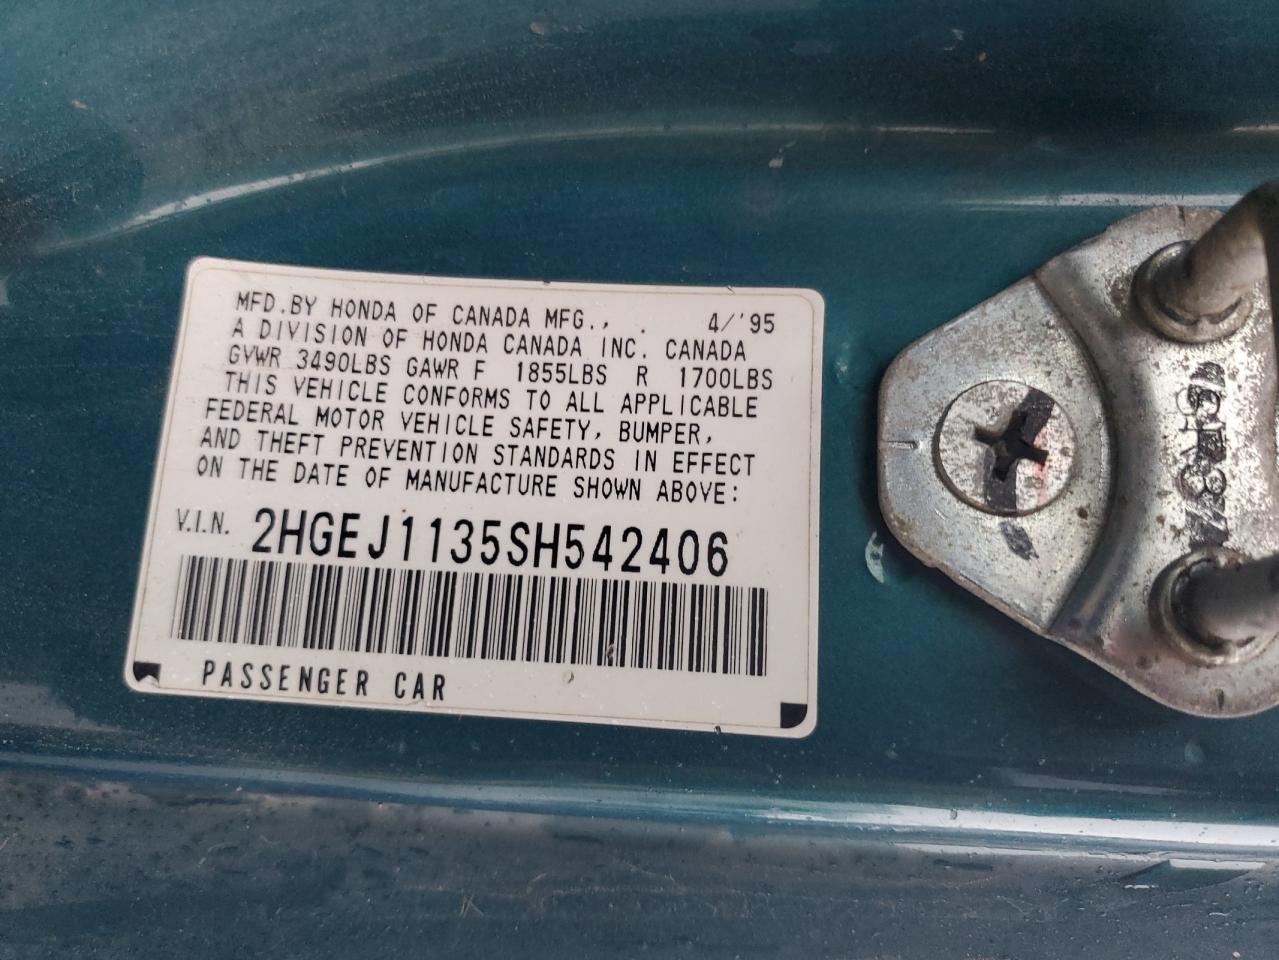 MFD.BY HONDA OF CANADA MFG., 4/'95
A DIVISION OF HONDA CANADA INC. CANADA
GVWR 3490LBS GAWR F 1855LBS R 1700LBS
THIS VEHICLE CONFORMS TO ALL APPLICABLE
FEDERAL MOTOR VEHICLE SAFETY, BUMPER,
AND THEFT PREVENTION STANDARDS IN EFFECT
ON THE DATE OF MANUFACTURE SHOWN ABOVE:
V.I.N. 2HGEJ1135SH542406
PASSENGER CAR